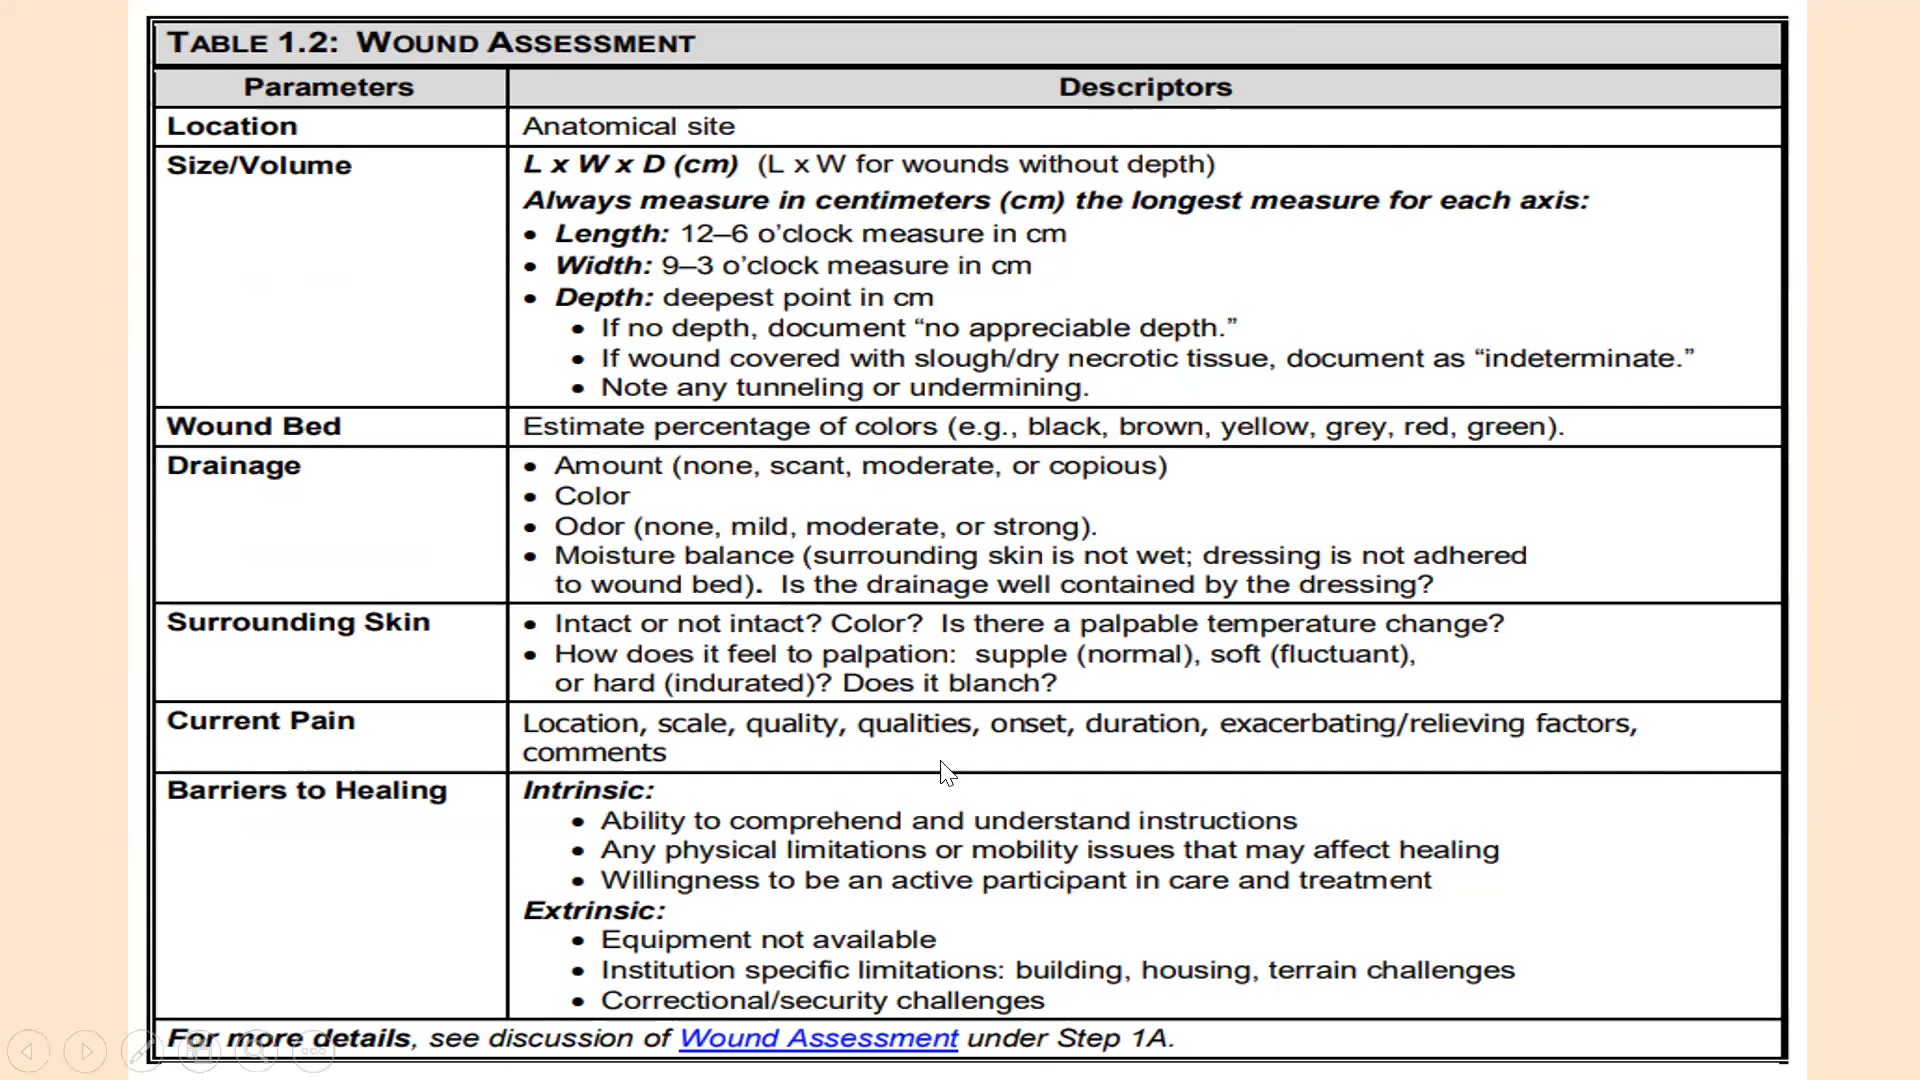 TABLE 1.2: WOUND ASSESSMENT
Parameters Descriptors
Location Anatomical site
Size/Volume L x W x D (cm) (L x W for wounds without depth)
Always measure in centimeters (cm) the longest measure for each axis:
• Length: 12–6 o’clock measure in cm
• Width: 9–3 o’clock measure in cm
• Depth: deepest point in cm
• If no depth, document “no appreciable depth.”
• If wound covered with slough/dry necrotic tissue, document as “indeterminate.”
• Note any tunneling or undermining.
Wound Bed Estimate percentage of colors (e.g., black, brown, yellow, grey, red, green).
Drainage • Amount (none, scant, moderate, or copious)
• Color
• Odor (none, mild, moderate, or strong).
• Moisture balance (surrounding skin is not wet; dressing is not adhered
to wound bed). Is the drainage well contained by the dressing?
Surrounding Skin • Intact or not intact? Color? Is there a palpable temperature change?
• How does it feel to palpation: supple (normal), soft (fluctuant),
or hard (indurated)? Does it blanch?
Current Pain Location, scale, quality, qualities, onset, duration, exacerbating/relieving factors,
comments
Barriers to Healing Intrinsic:
• Ability to comprehend and understand instructions
• Any physical limitations or mobility issues that may affect healing
• Willingness to be an active participant in care and treatment
Extrinsic:
• Equipment not available
• Institution specific limitations: building, housing, terrain challenges
• Correctional/security challenges
For more details, see discussion of Wound Assessment under Step 1A.